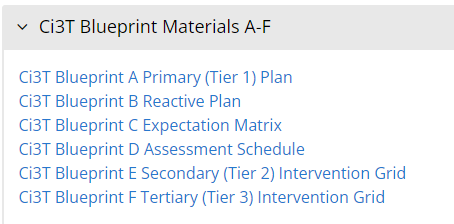 Ci3T Blueprint Materials A-F
Ci3T Blueprint A Primary (Tier 1) Plan
Ci3T Blueprint B Reactive Plan
Ci3T Blueprint C Expectation Matrix
Ci3T Blueprint D Assessment Schedule
Ci3T Blueprint E Secondary (Tier 2) Intervention Grid
Ci3T Blueprint F Tertiary (Tier 3) Intervention Grid